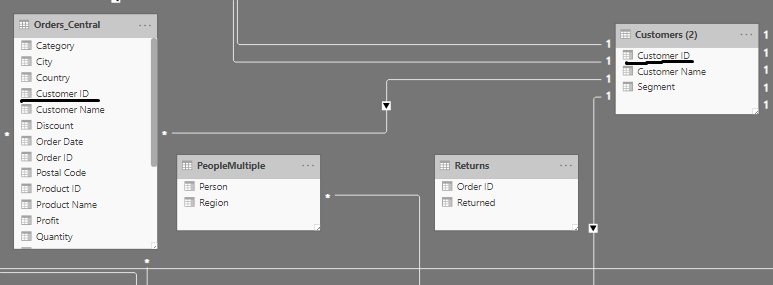 Orders_Central
Category
City
Country
Customer ID
Customer Name
Discount
Order Date
Order ID
Postal Code
Product ID
Product Name
Profit
Quantity
*
*
*
PeopleMultiple
Person
Region
*
Returns
Order ID
Returned
1
1
1
1
Customers (2)
Customer ID
Customer Name
Segment
1
1
1
1
1